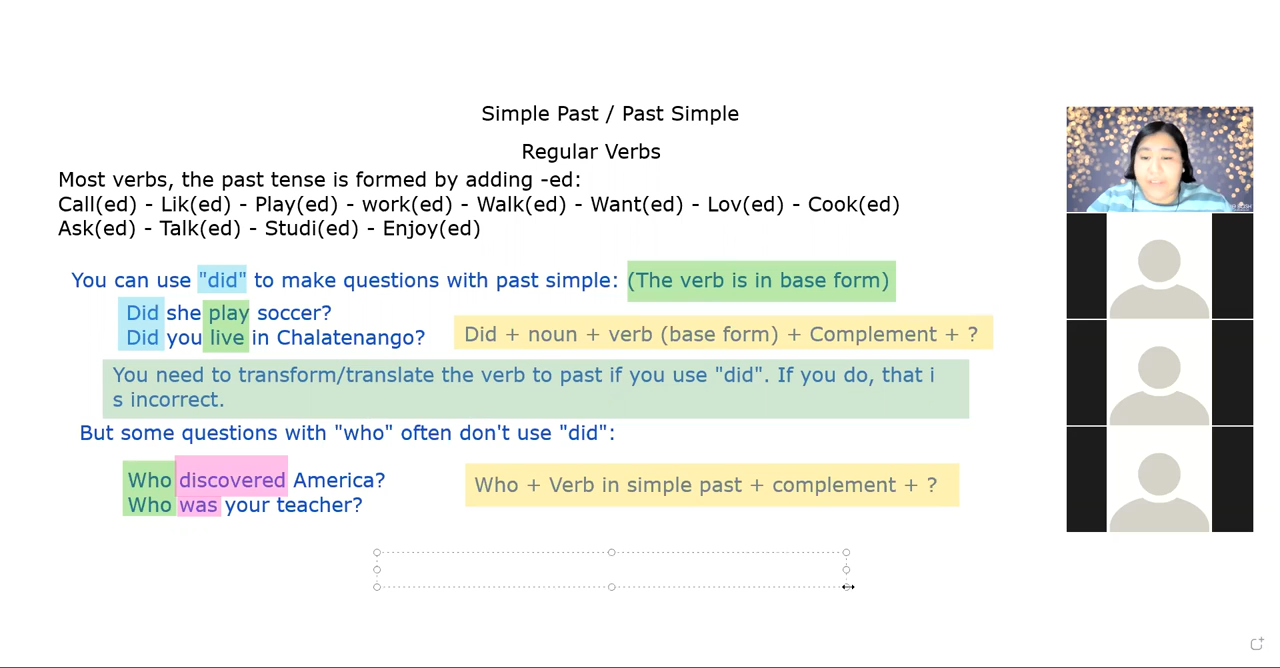 Simple Past / Past Simple
Regular Verbs
Most verbs, the past tense is formed by adding -ed:
Call(ed) - Lik(ed) - Play(ed) - work(ed) - Walk(ed) - Want(ed) - Lov(ed) - Cook(ed)
Ask(ed) - Talk(ed) - Studi(ed) - Enjoy(ed)
You can use "did" to make questions with past simple: (The verb is in base form)
Did she play soccer?
Did you live in Chalatenango?
Did + noun + verb (base form) + Complement + ?
You need to transform/translate the verb to past if you use "did". If you do, that i
s incorrect.
But some questions with "who" often don't use "did":
Who discovered America?
Who was your teacher?
Who + Verb in simple past + complement + ?